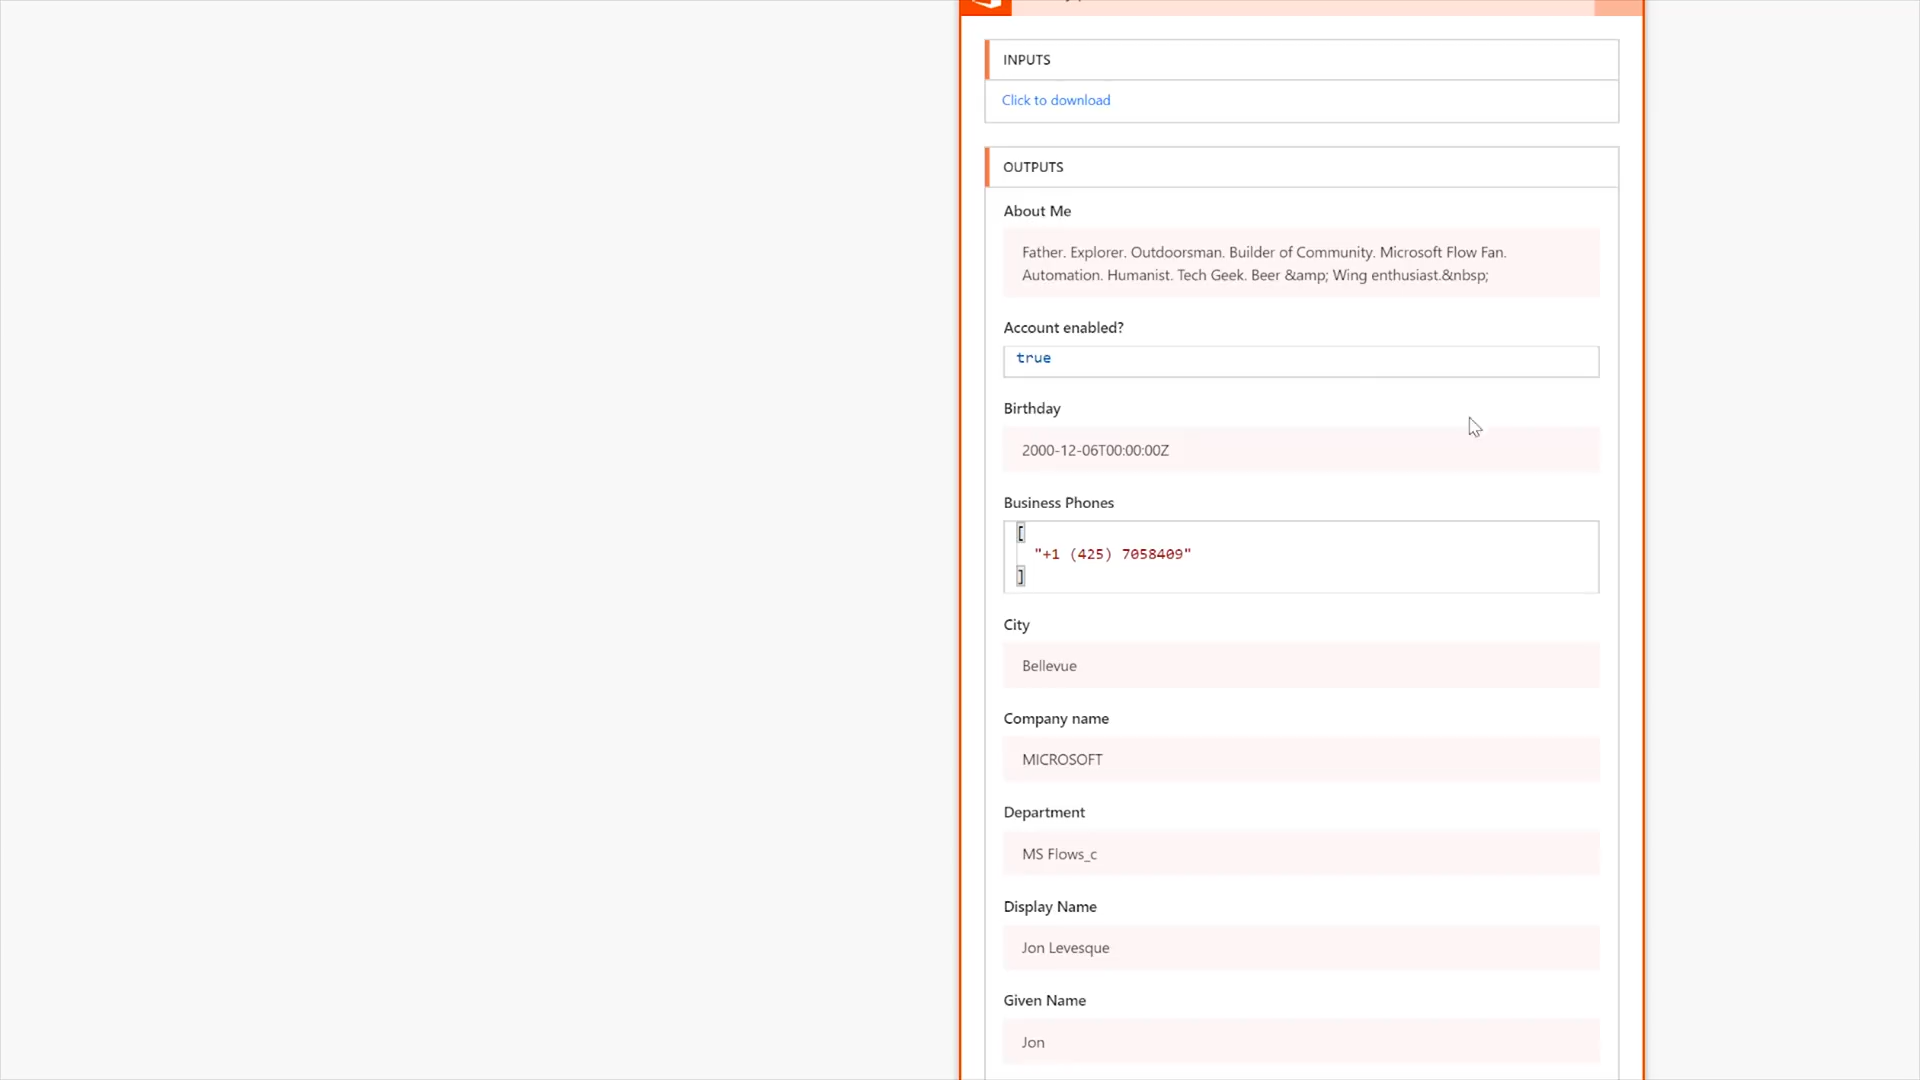 INPUTS
Click to download
OUTPUTS
About Me
Father. Explorer. Outdoorsman. Builder of Community. Microsoft Flow Fan.
Automation. Humanist. Tech Geek. Beer &amp; Wing enthusiast.&nbsp;
Account enabled?
true
Birthday
2000-12-06T00:00:00Z
Business Phones
[
"+1 (425) 7058409"
]
City
Bellevue
Company name
MICROSOFT
Department
MS Flows_c
Display Name
Jon Levesque
Given Name
Jon